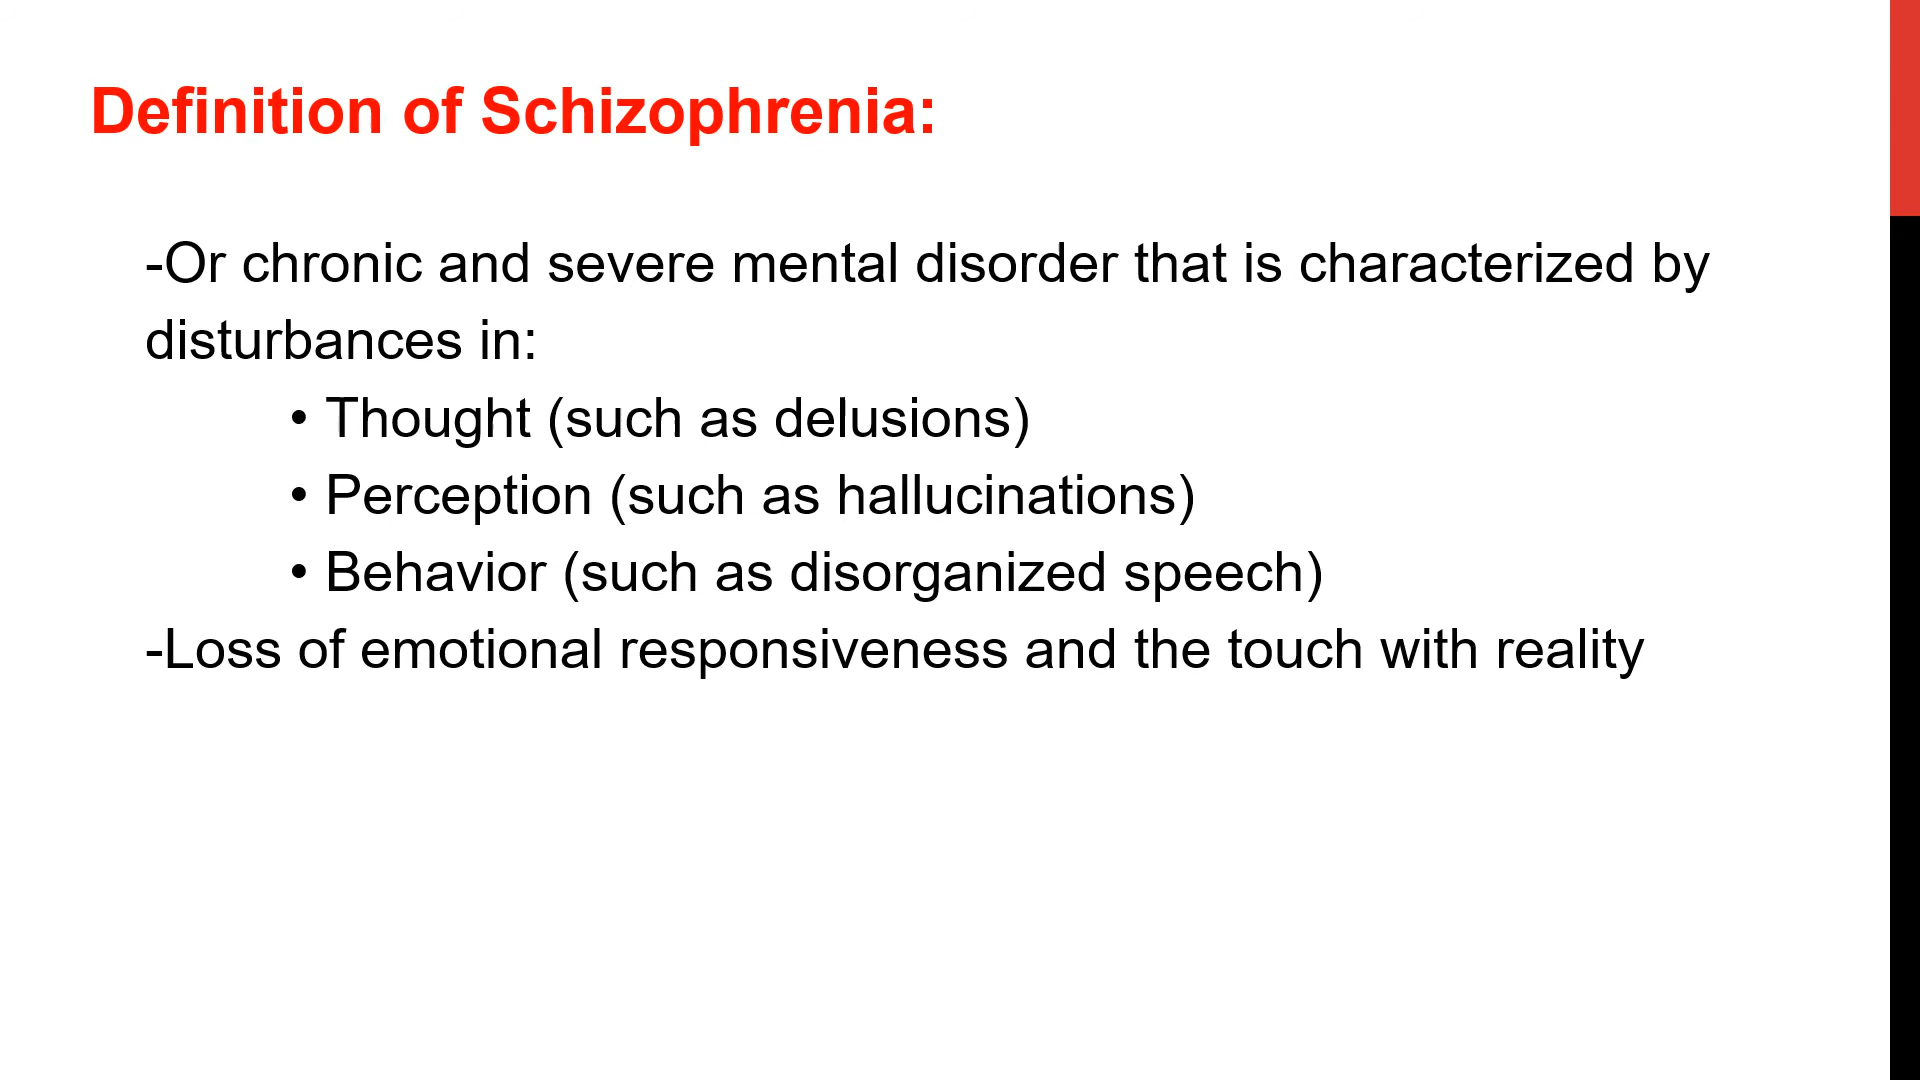 Definition of Schizophrenia:
-Or chronic and severe mental disorder that is characterized by
disturbances in:
• Thought (such as delusions)
• Perception (such as hallucinations)
• Behavior (such as disorganized speech)
-Loss of emotional responsiveness and the touch with reality